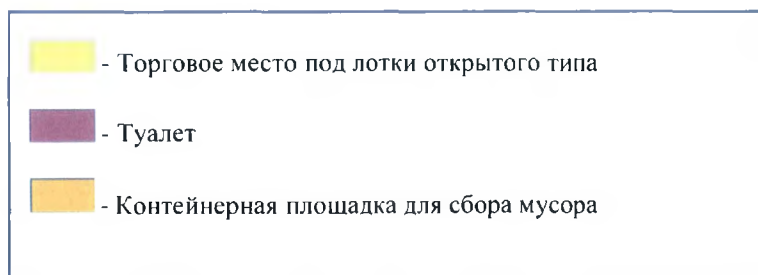 - Торговое место под лотки открытого типа
- Туалет
- Контейнерная площадка для сбора мусора